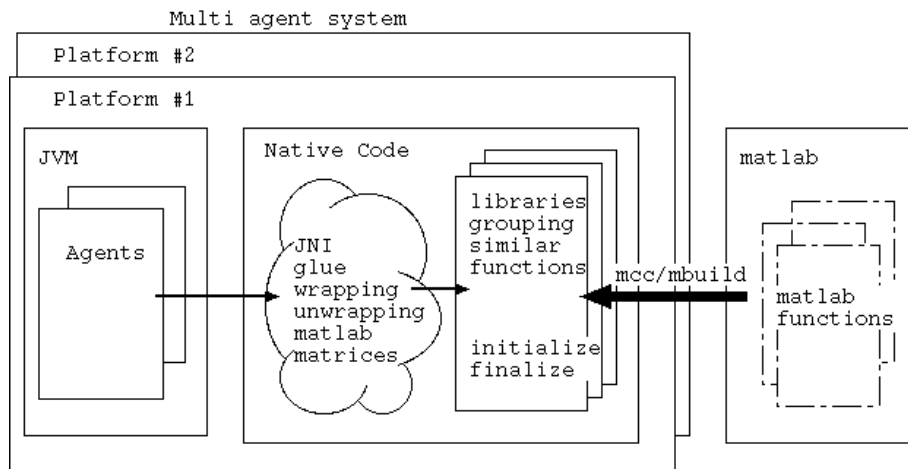 Multi agent system
Platform #2
Platform #1
JVM
Agents
Native Code
JNI
glue
wrapping
unwrapping
matlab
matrices
libraries
grouping
similar
functions
initialize
finalize
mcc/mbuild
matlab
matlab
functions